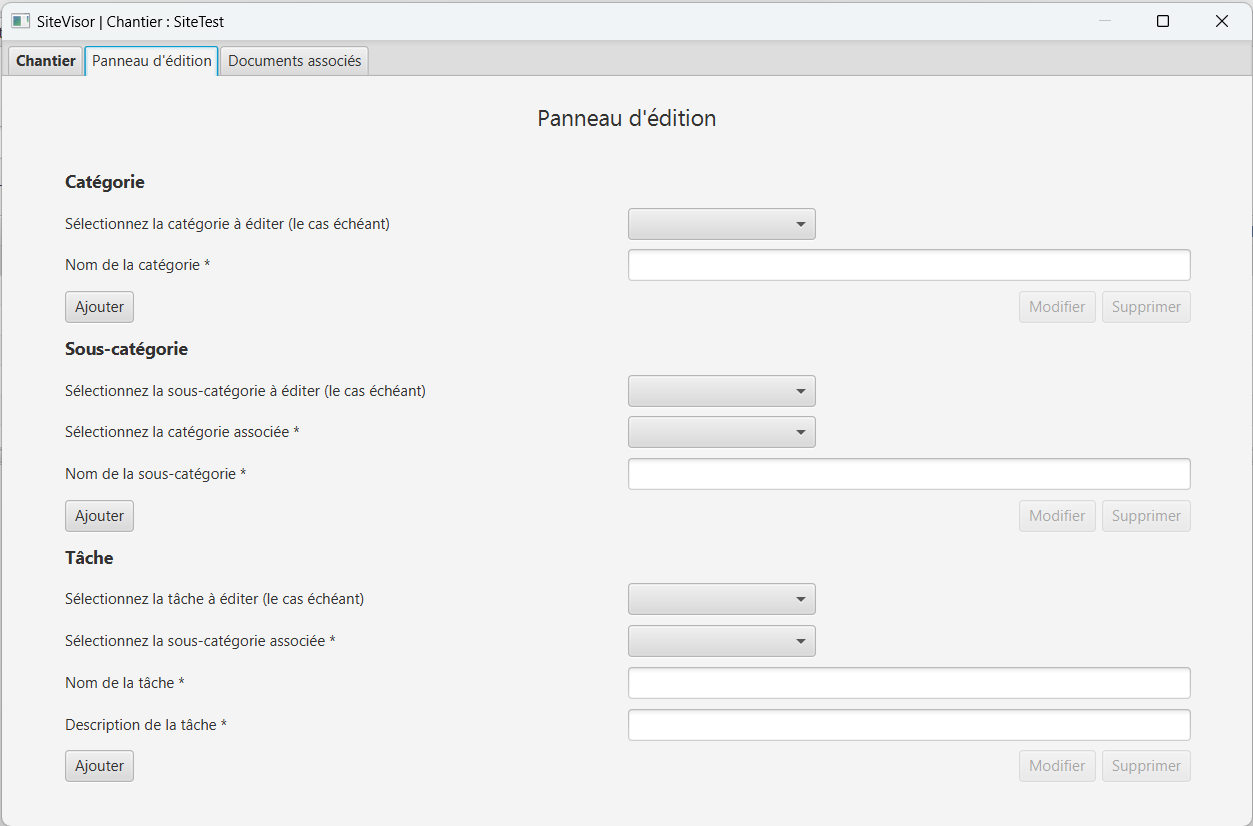 SiteVisor | Chantier : SiteTest
Chantier Panneau d'édition Documents associés
Panneau d'édition
Catégorie
Sélectionnez la catégorie à éditer (le cas échéant)
Nom de la catégorie *
Ajouter Modifier Supprimer
Sous-catégorie
Sélectionnez la sous-catégorie à éditer (le cas échéant)
Sélectionnez la catégorie associée *
Nom de la sous-catégorie *
Ajouter Modifier Supprimer
Tâche
Sélectionnez la tâche à éditer (le cas échéant)
Sélectionnez la sous-catégorie associée *
Nom de la tâche *
Description de la tâche *
Ajouter Modifier Supprimer